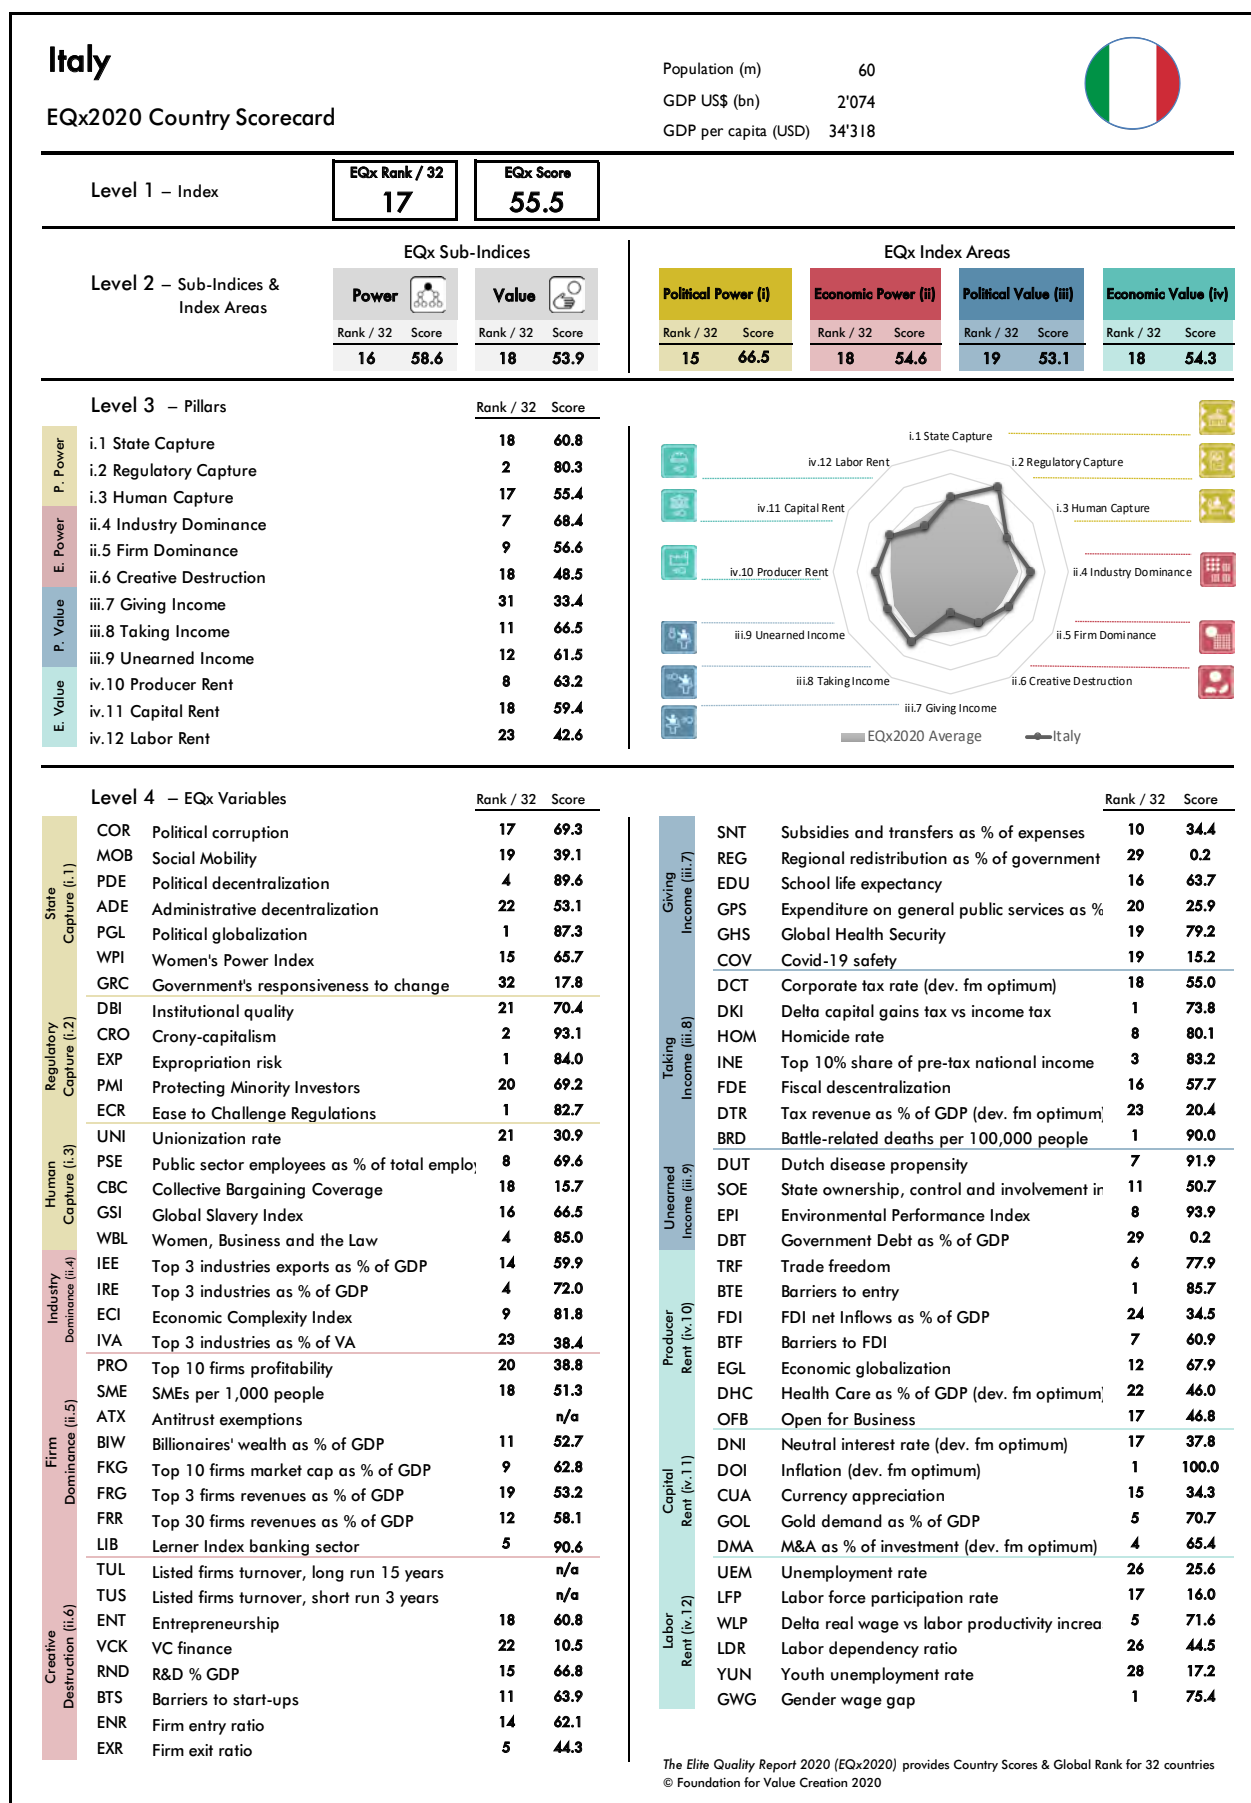 Italy
EQx2020 Country Scorecard
Population (m) 60
GDP US$ (bn) 2'074
GDP per capita (USD) 34'318
Level 1 – Index
EQx Rank / 32
17
EQx Score
55.5
Level 2 – Sub-Indices &
Index Areas
EQx Sub-Indices
Power
Rank / 32 Score
16 58.6
Value
Rank / 32 Score
18 53.9
EQx Index Areas
Political Power (i)
Rank / 32 Score
15 66.5
Economic Power (ii)
Rank / 32 Score
18 54.6
Political Value (iii)
Rank / 32 Score
19 53.1
Economic Value (iv)
Rank / 32 Score
18 54.3
Level 3 – Pillars
Rank / 32 Score
P. Power
i.1 State Capture 18 60.8
i.2 Regulatory Capture 2 80.3
i.3 Human Capture 17 55.4
E. Power
ii.4 Industry Dominance 7 68.4
ii.5 Firm Dominance 9 56.6
ii.6 Creative Destruction 18 48.5
P. Value
iii.7 Giving Income 31 33.4
iii.8 Taking Income 11 66.5
iii.9 Unearned Income 12 61.5
E. Value
iv.10 Producer Rent 8 63.2
iv.11 Capital Rent 18 59.4
iv.12 Labor Rent 23 42.6
i.1 State Capture
i.2 Regulatory Capture
i.3 Human Capture
ii.4 Industry Dominance
ii.5 Firm Dominance
ii.6 Creative Destruction
iii.7 Giving Income
iii.8 Taking Income
iii.9 Unearned Income
iv.10 Producer Rent
iv.11 Capital Rent
iv.12 Labor Rent
EQx2020 Average
Italy
Level 4 – EQx Variables
Rank / 32 Score
State
Capture (i.1)
COR Political corruption 17 69.3
MOB Social Mobility 19 39.1
PDE Political decentralization 4 89.6
ADE Administrative decentralization 22 53.1
PGL Political globalization 1 87.3
WPI Women's Power Index 15 65.7
GRC Government's responsiveness to change 32 17.8
Regulatory
Capture (i.2)
DBI Institutional quality 21 70.4
CRO Crony-capitalism 2 93.1
EXP Expropriation risk 1 84.0
PMI Protecting Minority Investors 20 69.2
ECR Ease to Challenge Regulations 1 82.7
Human
Capture (i.3)
UNI Unionization rate 21 30.9
PSE Public sector employees as % of total employ 8 69.6
CBC Collective Bargaining Coverage 18 15.7
GSI Global Slavery Index 16 66.5
WBL Women, Business and the Law 4 85.0
Industry
Dominance (ii.4)
IEE Top 3 industries exports as % of GDP 14 59.9
IRE Top 3 industries as % of GDP 4 72.0
ECI Economic Complexity Index 9 81.8
IVA Top 3 industries as % of VA 23 38.4
Firm
Dominance (ii.5)
PRO Top 10 firms profitability 20 38.8
SME SMEs per 1,000 people 18 51.3
ATX Antitrust exemptions n/a
BIW Billionaires' wealth as % of GDP 11 52.7
FKG Top 10 firms market cap as % of GDP 9 62.8
FRG Top 3 firms revenues as % of GDP 19 53.2
FRR Top 30 firms revenues as % of GDP 12 58.1
LIB Lerner Index banking sector 5 90.6
Creative
Destruction (ii.6)
TUL Listed firms turnover, long run 15 years n/a
TUS Listed firms turnover, short run 3 years n/a
ENT Entrepreneurship 18 60.8
VCK VC finance 22 10.5
RND R&D % GDP 15 66.8
BTS Barriers to start-ups 11 63.9
ENR Firm entry ratio 14 62.1
EXR Firm exit ratio 5 44.3
Rank / 32 Score
Giving
Income (iii.7)
SNT Subsidies and transfers as % of expenses 10 34.4
REG Regional redistribution as % of government 29 0.2
EDU School life expectancy 16 63.7
GPS Expenditure on general public services as % 20 25.9
GHS Global Health Security 19 79.2
COV Covid-19 safety 19 15.2
Taking
Income (iii.8)
DCT Corporate tax rate (dev. fm optimum) 18 55.0
DKI Delta capital gains tax vs income tax 1 73.8
HOM Homicide rate 8 80.1
INE Top 10% share of pre-tax national income 3 83.2
FDE Fiscal descentralization 16 57.7
DTR Tax revenue as % of GDP (dev. fm optimum) 23 20.4
BRD Battle-related deaths per 100,000 people 1 90.0
Unearned
Income (iii.9)
DUT Dutch disease propensity 7 91.9
SOE State ownership, control and involvement in 11 50.7
EPI Environmental Performance Index 8 93.9
DBT Government Debt as % of GDP 29 0.2
Producer
Rent (iv.10)
TRF Trade freedom 6 77.9
BTE Barriers to entry 1 85.7
FDI FDI net Inflows as % of GDP 24 34.5
BTF Barriers to FDI 7 60.9
EGL Economic globalization 12 67.9
DHC Health Care as % of GDP (dev. fm optimum) 22 46.0
OFB Open for Business 17 46.8
Capital
Rent (iv.11)
DNI Neutral interest rate (dev. fm optimum) 17 37.8
DOI Inflation (dev. fm optimum) 1 100.0
CUA Currency appreciation 15 34.3
GOL Gold demand as % of GDP 5 70.7
DMA M&A as % of investment (dev. fm optimum) 4 65.4
Labor
Rent (iv.12)
UEM Unemployment rate 26 25.6
LFP Labor force participation rate 17 16.0
WLP Delta real wage vs labor productivity increa 5 71.6
LDR Labor dependency ratio 26 44.5
YUN Youth unemployment rate 28 17.2
GWG Gender wage gap 1 75.4
The Elite Quality Report 2020 (EQx2020) provides Country Scores & Global Rank for 32 countries
© Foundation for Value Creation 2020